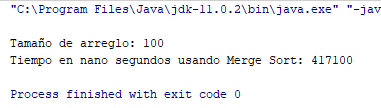 "C:\Program Files\Java\jdk-11.0.2\bin\java.exe" "-jav
Tamaño de arreglo: 100
Tiempo en nano segundos usando Merge Sort: 417100
Process finished with exit code 0